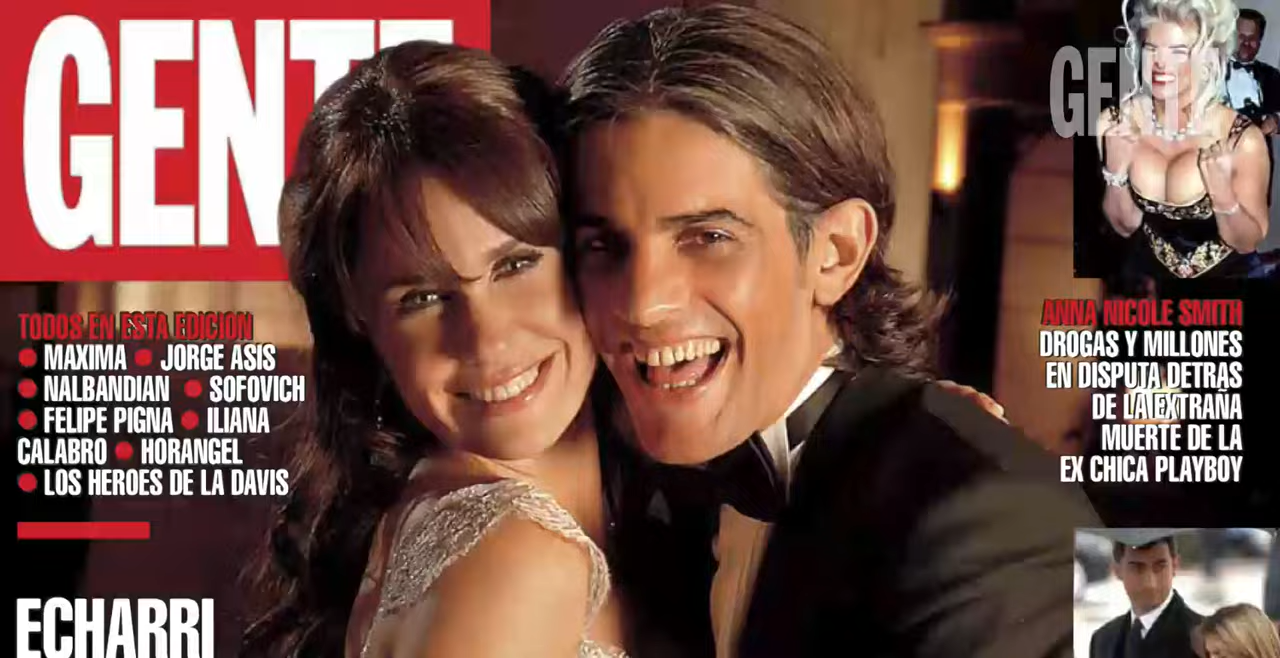 GENTE
GENTE
TODOS EN ESTA EDICION
● MAXIMA ● JORGE ASIS
● NALBANDIAN ● SOFOVICH
● FELIPE PIGNA ● ILIANA
CALABRO ● HORANGEL
● LOS HEROES DE LA DAVIS
ECHARRI
ANNA NICOLE SMITH
DROGAS Y MILLONES
EN DISPUTA DETRAS
DE LA EXTRAÑA
MUERTE DE LA
EX CHICA PLAYBOY